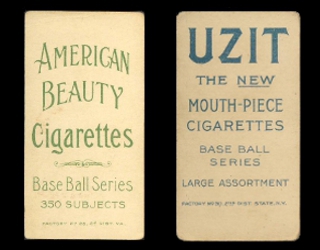 AMERICAN
BEAUTY
Cigarettes
Base Ball Series
350 SUBJECTS
UZIT
THE NEW
MOUTH-PIECE
CIGARETTES
BASE BALL
SERIES
LARGE ASSORTMENT